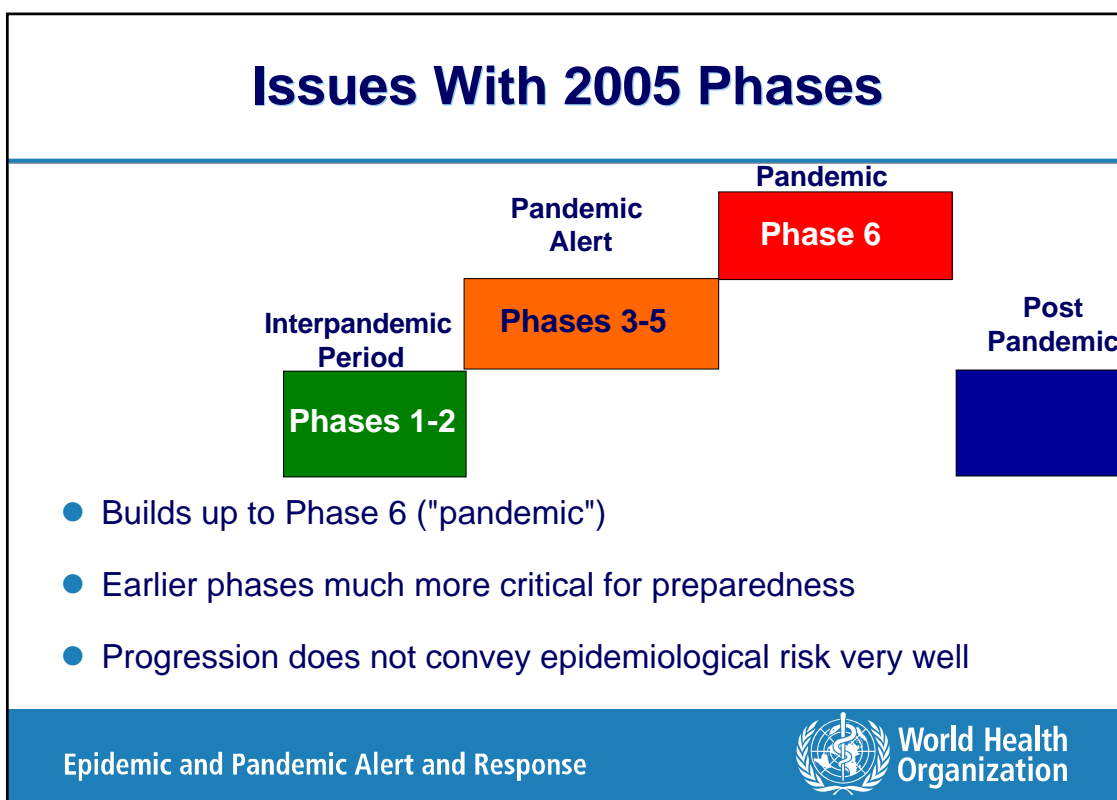 Issues With 2005 Phases
Pandemic
Phase 6
Pandemic
Alert
Phases 3-5
Interpandemic
Period
Phases 1-2
Post
Pandemic
Builds up to Phase 6 ("pandemic")
Earlier phases much more critical for preparedness
Progression does not convey epidemiological risk very well
Epidemic and Pandemic Alert and Response
World Health
Organization